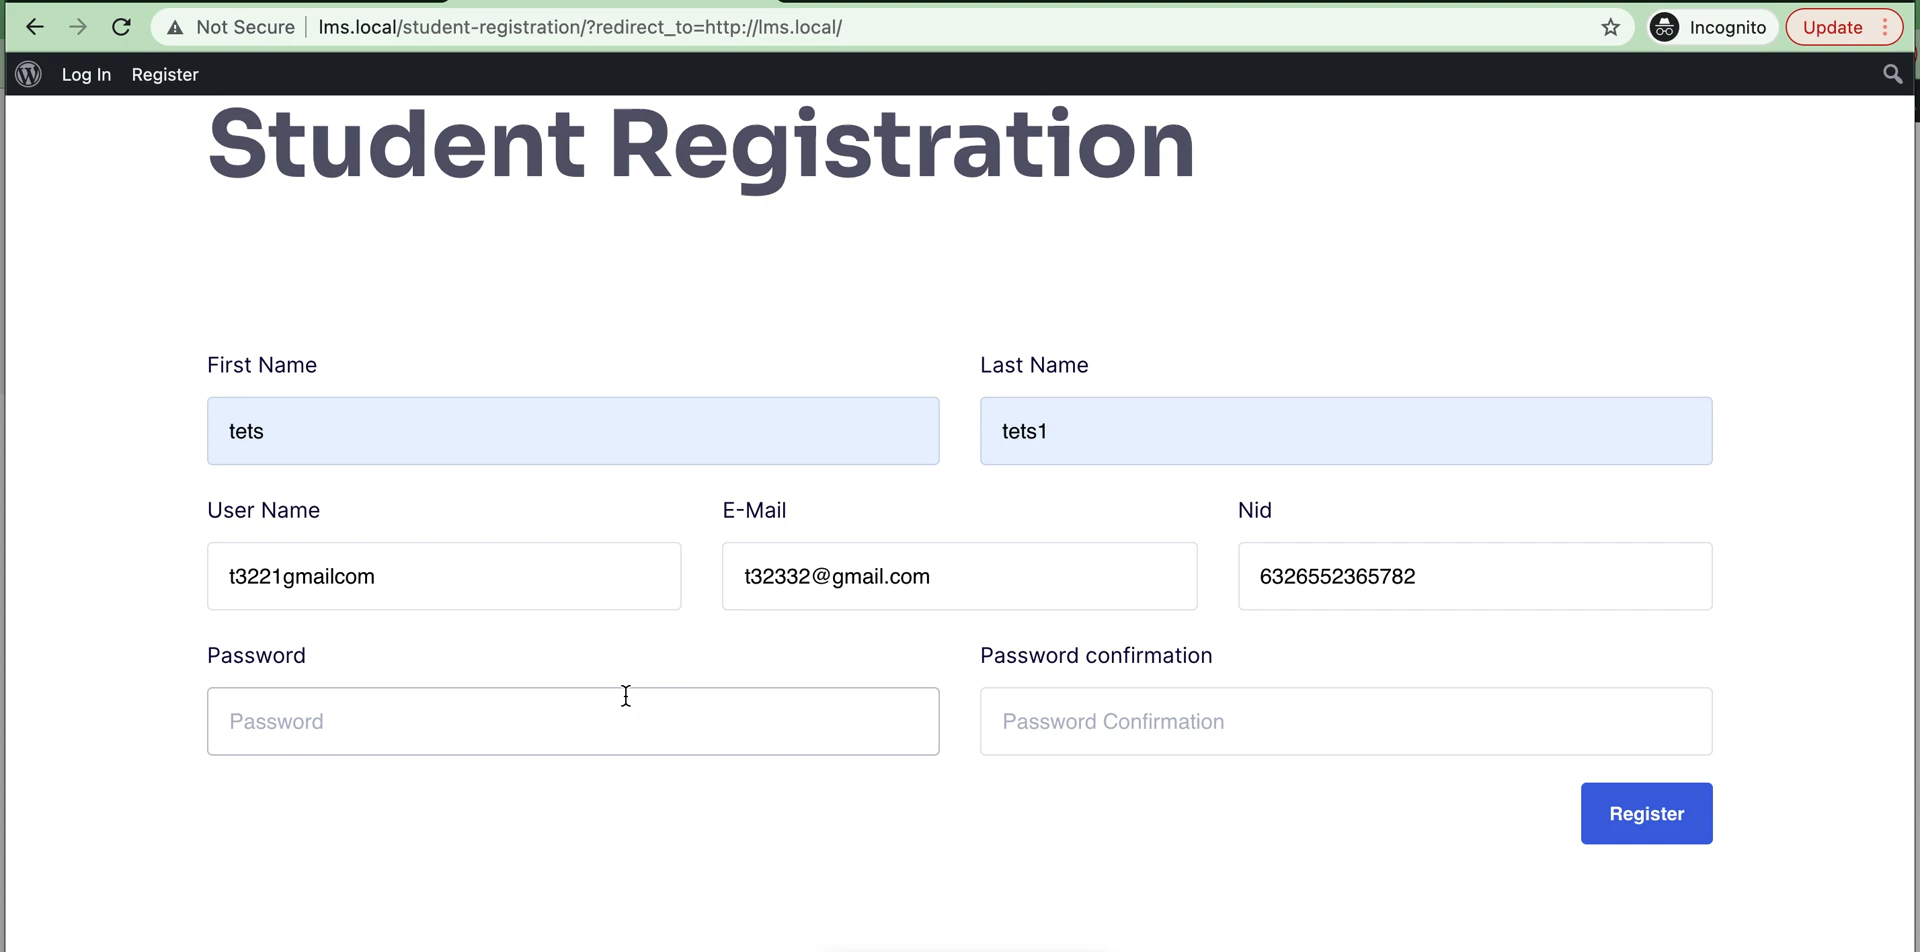 Not Secure lms.local/student-registration/?redirect_to=http://lms.local/ Incognito Update
Log In Register
Student Registration
First Name Last Name
tets tets1
User Name E-Mail Nid
t3221gmailcom t32332@gmail.com 6326552365782
Password Password confirmation
Password Password Confirmation
Register